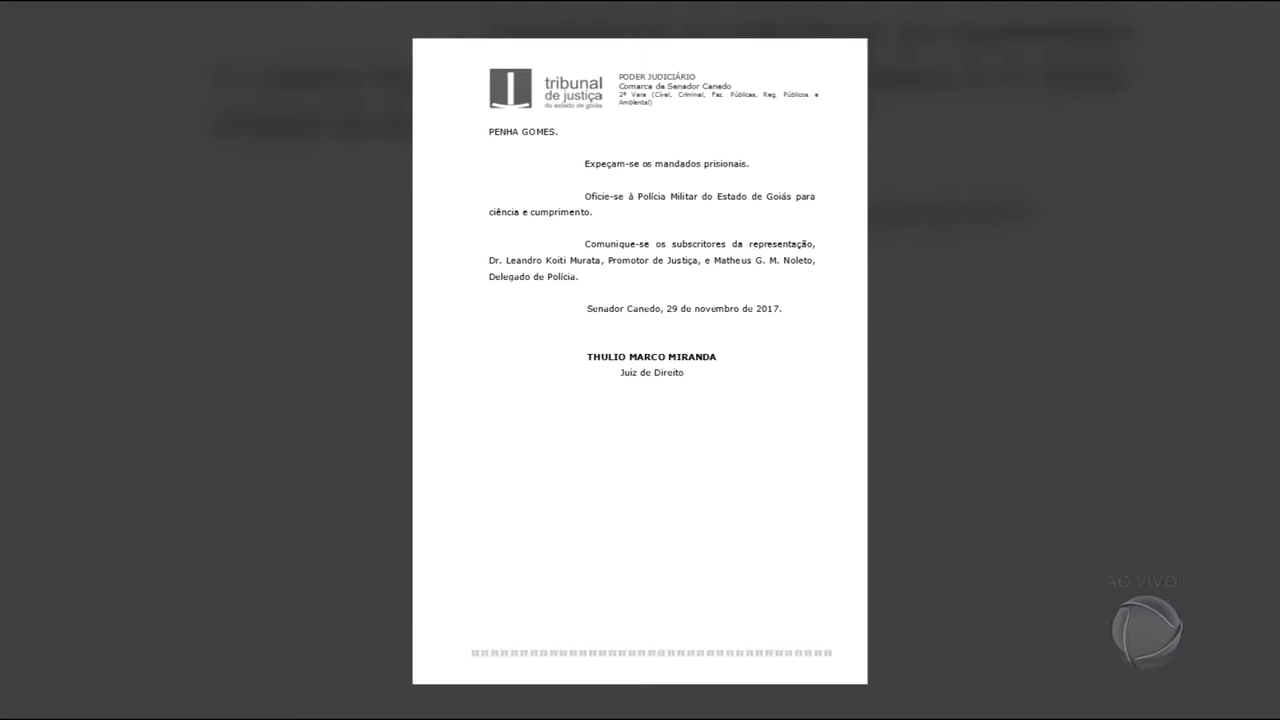 tribunal
de justiça
do estado de goiás
PODER JUDICIÁRIO
Comarca de Senador Canedo
2ª Vara (Cível, Criminal, Faz. Públicas, Reg. Públicos e
Ambiental)
PENHA GOMES.
Expeçam-se os mandados prisionais.
Oficie-se à Polícia Militar do Estado de Goiás para
ciência e cumprimento.
Comunique-se os subscritores da representação,
Dr. Leandro Koiti Murata, Promotor de Justiça, e Matheus G. M. Noleto,
Delegado de Polícia.
Senador Canedo, 29 de novembro de 2017.
THULIO MARCO MIRANDA
Juiz de Direito
AO VIVO